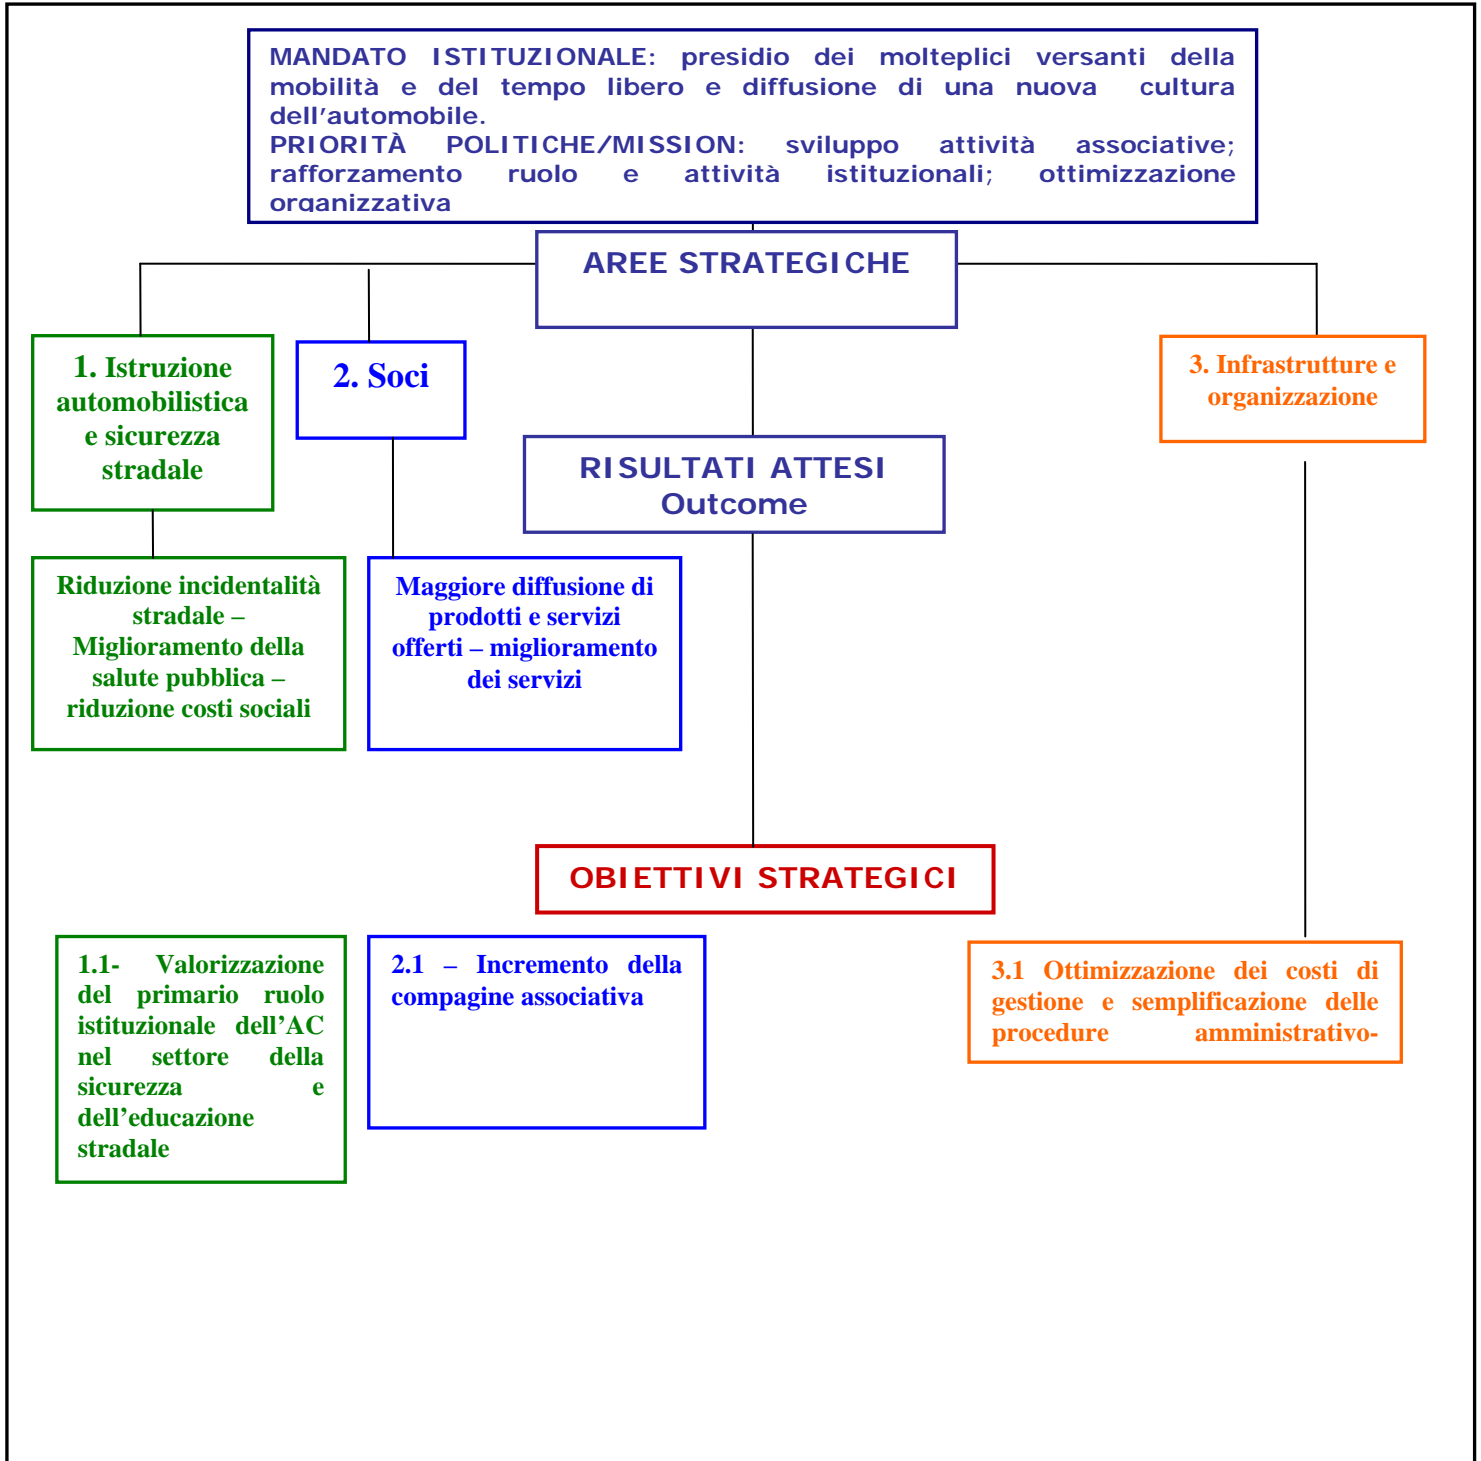 MANDATO ISTITUZIONALE: presidio dei molteplici versanti della
mobilità e del tempo libero e diffusione di una nuova cultura
dell’automobile.
PRIORITÀ POLITICHE/MISSION: sviluppo attività associative;
rafforzamento ruolo e attività istituzionali; ottimizzazione
organizzativa
AREE STRATEGICHE
1. Istruzione
automobilistica
e sicurezza
stradale
2. Soci
3. Infrastrutture e
organizzazione
RISULTATI ATTESI
Outcome
Riduzione incidentalità
stradale –
Miglioramento della
salute pubblica –
riduzione costi sociali
Maggiore diffusione di
prodotti e servizi
offerti – miglioramento
dei servizi
OBIETTIVI STRATEGICI
1.1- Valorizzazione
del primario ruolo
istituzionale dell’AC
nel settore della
sicurezza e
dell’educazione
stradale
2.1 – Incremento della
compagine associativa
3.1 Ottimizzazione dei costi di
gestione e semplificazione delle
procedure amministrativo-